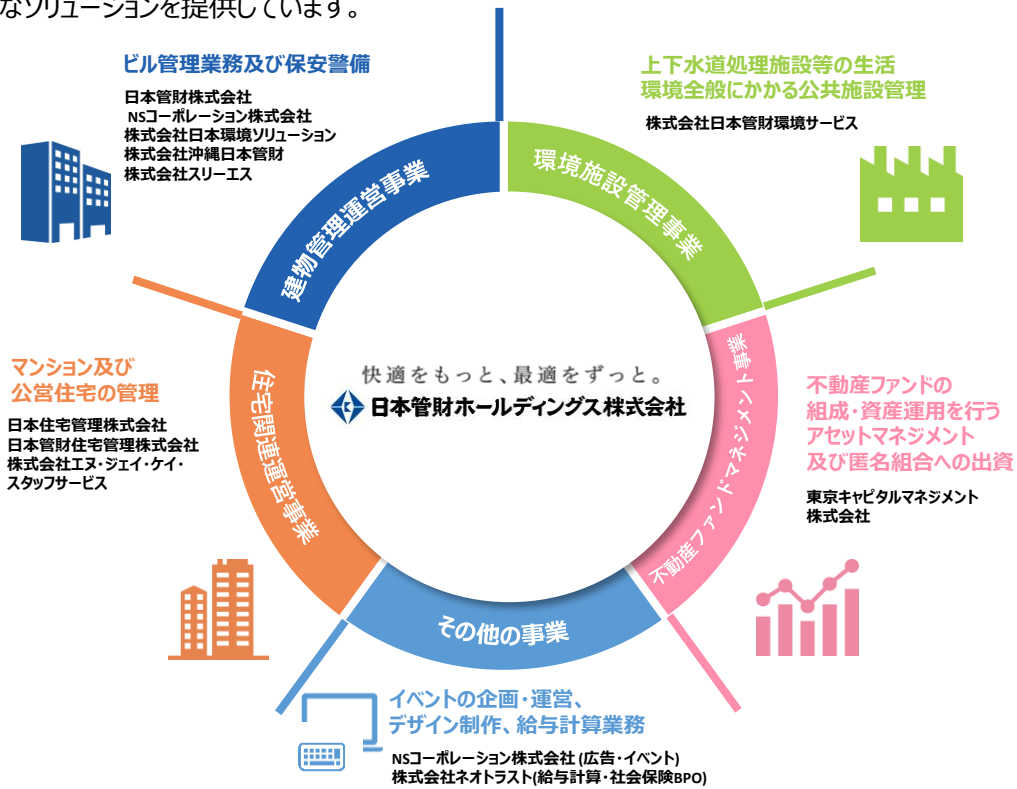 なソリューションを提供しています。
ビル管理業務及び保安警備
日本管財株式会社
NSコーポレーション株式会社
株式会社日本環境ソリューション
株式会社沖縄日本管財
株式会社スリーエス
上下水道処理施設等の生活
環境全般にかかる公共施設管理
株式会社日本管財環境サービス
建物管理運営事業
環境施設管理事業
マンション及び
公営住宅の管理
日本住宅管理株式会社
日本管財住宅管理株式会社
株式会社エヌ・ジェイ・ケイ・
スタッフサービス
住宅関連運営事業
快適をもっと、最適をずっと。
日本管財ホールディングス株式会社
不動産ファンドマネジメント事業
不動産ファンドの
組成・資産運用を行う
アセットマネジメント
及び匿名組合への出資
東京キャピタルマネジメント
株式会社
その他の事業
イベントの企画・運営、
デザイン制作、給与計算業務
NSコーポレーション株式会社 (広告・イベント)
株式会社ネオトラスト(給与計算・社会保険BPO)